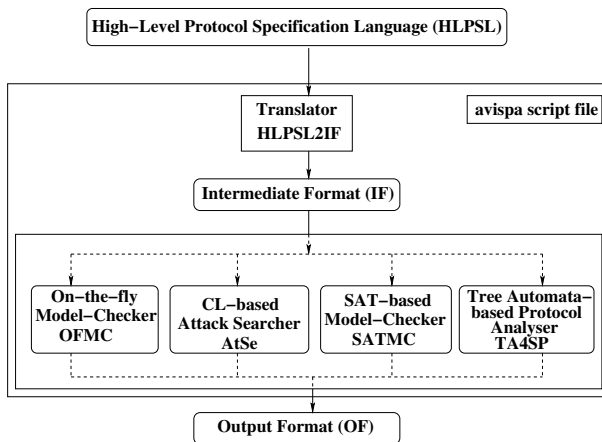 High–Level Protocol Specification Language (HLPSL)
avispa script file
Translator
HLPSL2IF
Intermediate Format (IF)
On-the-fly
Model–Checker
OFMC
CL-based
Attack Searcher
AtSe
SAT-based
Model–Checker
SATMC
Tree Automata-
based Protocol
Analyser
TA4SP
Output Format (OF)